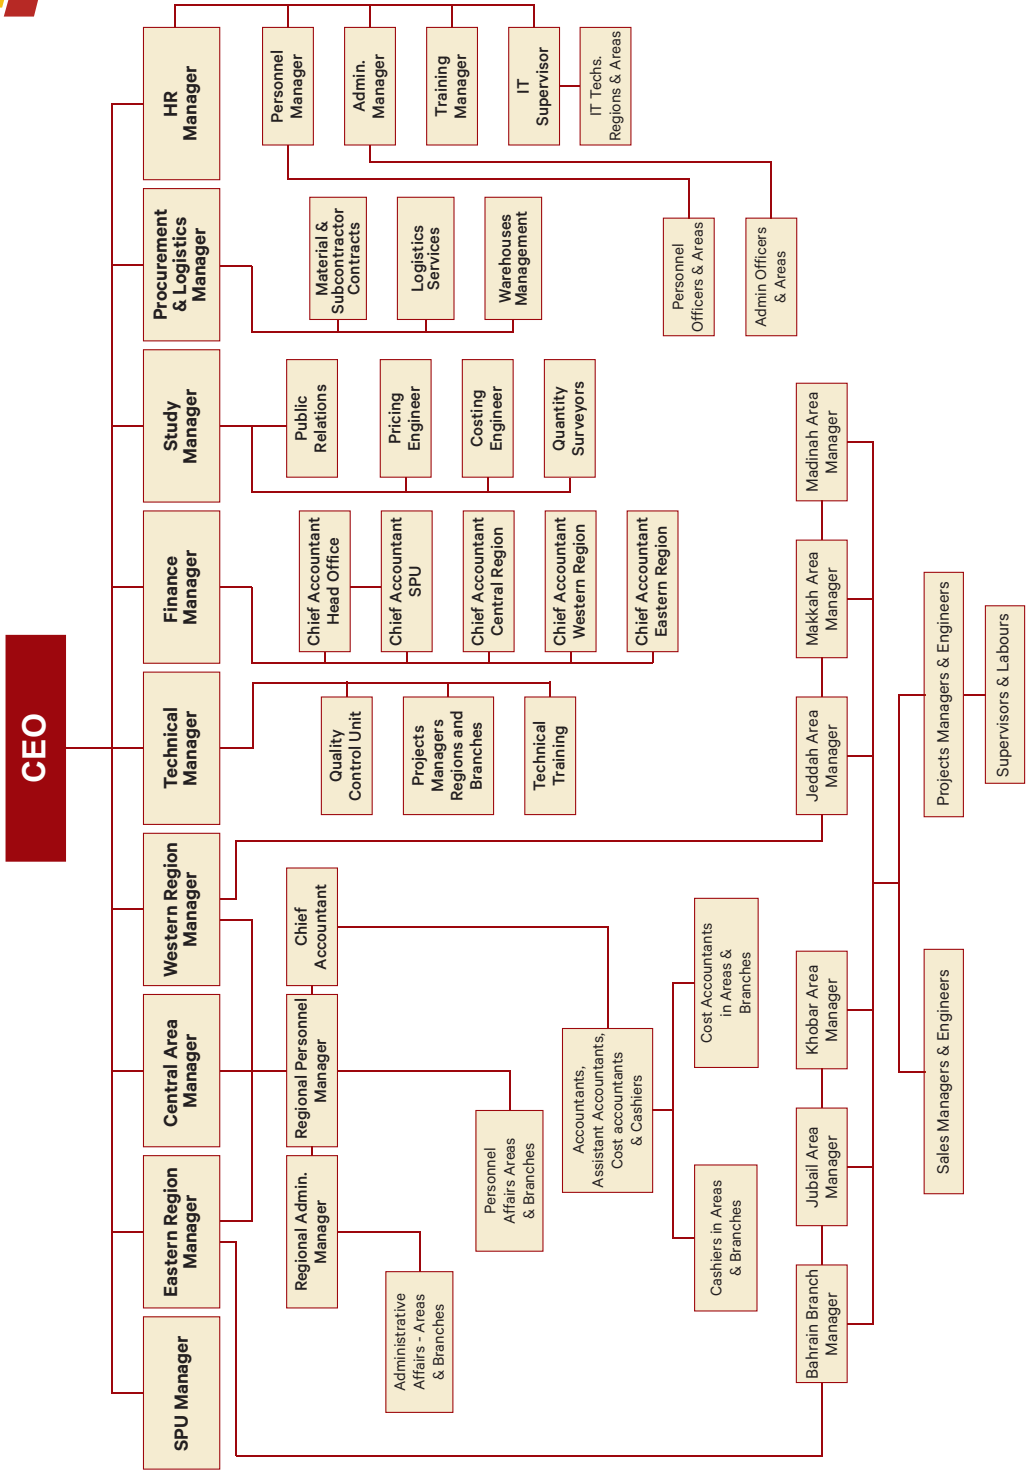 CEO
SPU Manager
Eastern Region
Manager
Central Area
Manager
Western Region
Manager
Technical
Manager
Finance
Manager
Study
Manager
Procurement
& Logistics
Manager
HR
Manager
Regional Admin.
Manager
Regional Personnel
Manager
Chief
Accountant
Administrative
Affairs - Areas
& Branches
Personnel
Affairs Areas
& Branches
Accountants,
Assistant Accountants,
Cost accountants
& Cashiers
Cashiers in Areas
& Branches
Cost Accountants
in Areas &
Branches
Quality
Control Unit
Projects
Managers
Regions and
Branches
Technical
Training
Chief Accountant
Head Office
Chief Accountant
SPU
Chief Accountant
Central Region
Chief Accountant
Western Region
Chief Accountant
Eastern Region
Public
Relations
Pricing
Engineer
Costing
Engineer
Quantity
Surveyors
Material &
Subcontractor
Contracts
Logistics
Services
Warehouses
Management
Personnel
Manager
Admin.
Manager
Training
Manager
IT
Supervisor
IT Techs.
Regions & Areas
Personnel
Officers & Areas
Admin Officers
& Areas
Bahrain Branch
Manager
Jubail Area
Manager
Khobar Area
Manager
Jeddah Area
Manager
Makkah Area
Manager
Madinah Area
Manager
Sales Managers & Engineers
Projects Managers & Engineers
Supervisors & Labours